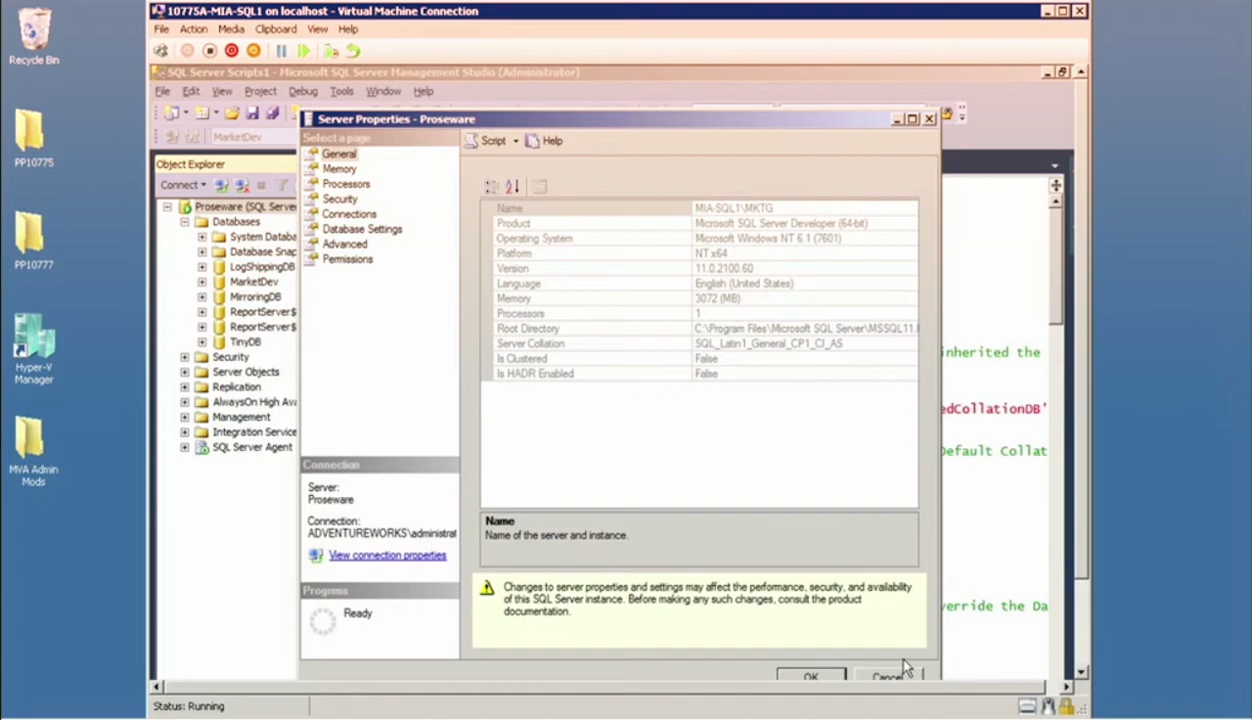 10775A-MIA-SQL1 on localhost - Virtual Machine Connection
File Action Media Clipboard View Help
SQL Server Scripts1 - Microsoft SQL Server Management Studio (Administrator)
File Edit View Project Debug Tools Window Help
MarketDev
Object Explorer
Connect
Proseware (SQL Serve
Databases
System Databa
Database Snap
LogShippingDB
MarketDev
MirroringDB
ReportServer$
ReportServer$
TinyDB
Security
Server Objects
Replication
AlwaysOn High Ava
Management
Integration Service
SQL Server Agent
Server Properties - Proseware
Select a page
General
Memory
Processors
Security
Connections
Database Settings
Advanced
Permissions
Connection
Server:
Proseware
Connection:
ADVENTUREWORKS\administrat
View connection properties
Progress
Ready
Script Help
Name MIA-SQL1\MKTG
Product Microsoft SQL Server Developer (64-bit)
Operating System Microsoft Windows NT 6.1 (7601)
Platform NT x64
Version 11.0.2100.60
Language English (United States)
Memory 3072 (MB)
Processors 1
Root Directory C:\Program Files\Microsoft SQL Server\MSSQL11.
Server Collation SQL_Latin1_General_CP1_CI_AS
Is Clustered False
Is HADR Enabled False
Name
Name of the server and instance.
Changes to server properties and settings may affect the performance, security, and availability
of this SQL Server instance. Before making any such changes, consult the product
documentation.
OK Cancel
inherited the
edCollationDB'
Default Collat
verride the Da
Status: Running
Recycle Bin
PP10775
PP10777
Hyper-V
Manager
MVA Admin
Mods